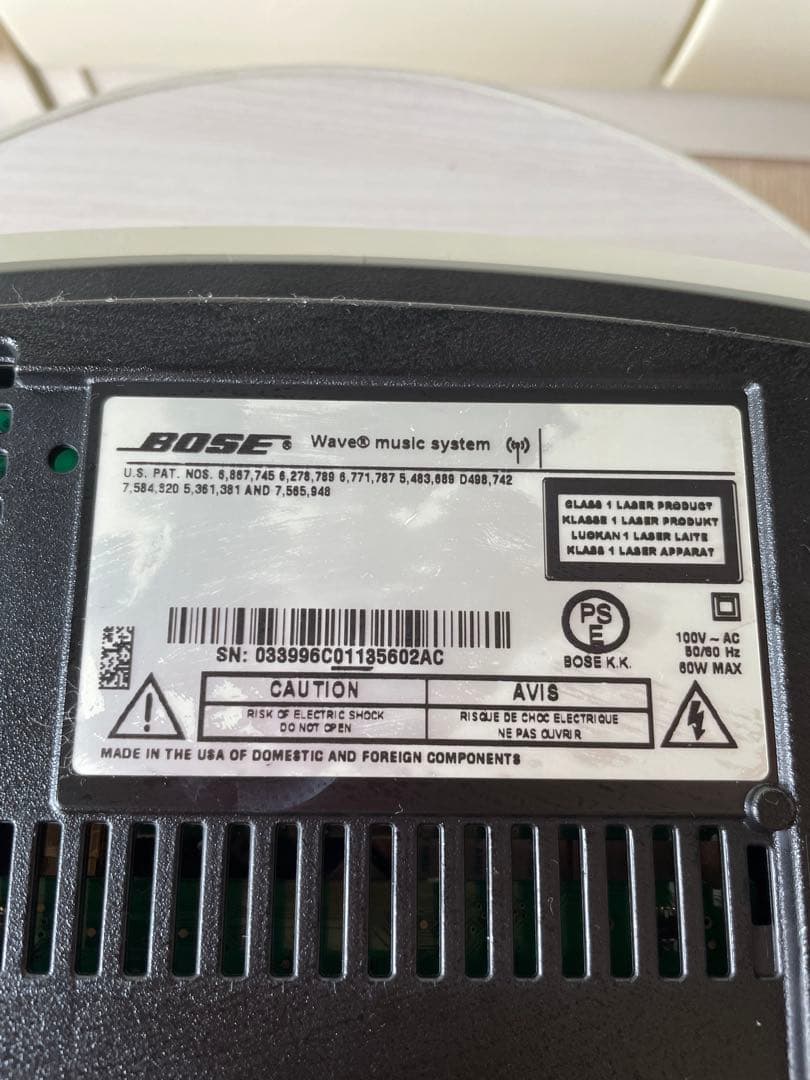 BOSE® Wave® music system
U.S. PAT. NOS. 6,867,745 6,278,789 6,771,787 5,483,689 D498,742
7,584,320 5,361,381 AND 7,565,948
CLASS 1 LASER PRODUCT
KLASSE 1 LASER PRODUKT
LUOKAN 1 LASER LAITE
KLASS 1 LASER APPARAT
SN: 033996C01135602AC
PS
E
BOSE K.K.
100V ~ AC
50/60 Hz
60W MAX
CAUTION
RISK OF ELECTRIC SHOCK
DO NOT OPEN
AVIS
RISQUE DE CHOC ELECTRIQUE
NE PAS OUVRIR
MADE IN THE USA OF DOMESTIC AND FOREIGN COMPONENTS